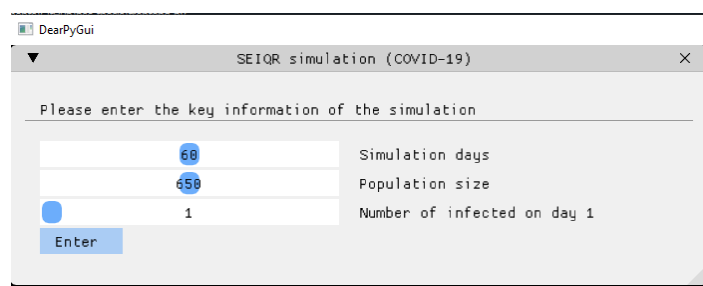 DearPyGui
SEIQR simulation (COVID-19)
Please enter the key information of the simulation
60 Simulation days
650 Population size
1 Number of infected on day 1
Enter